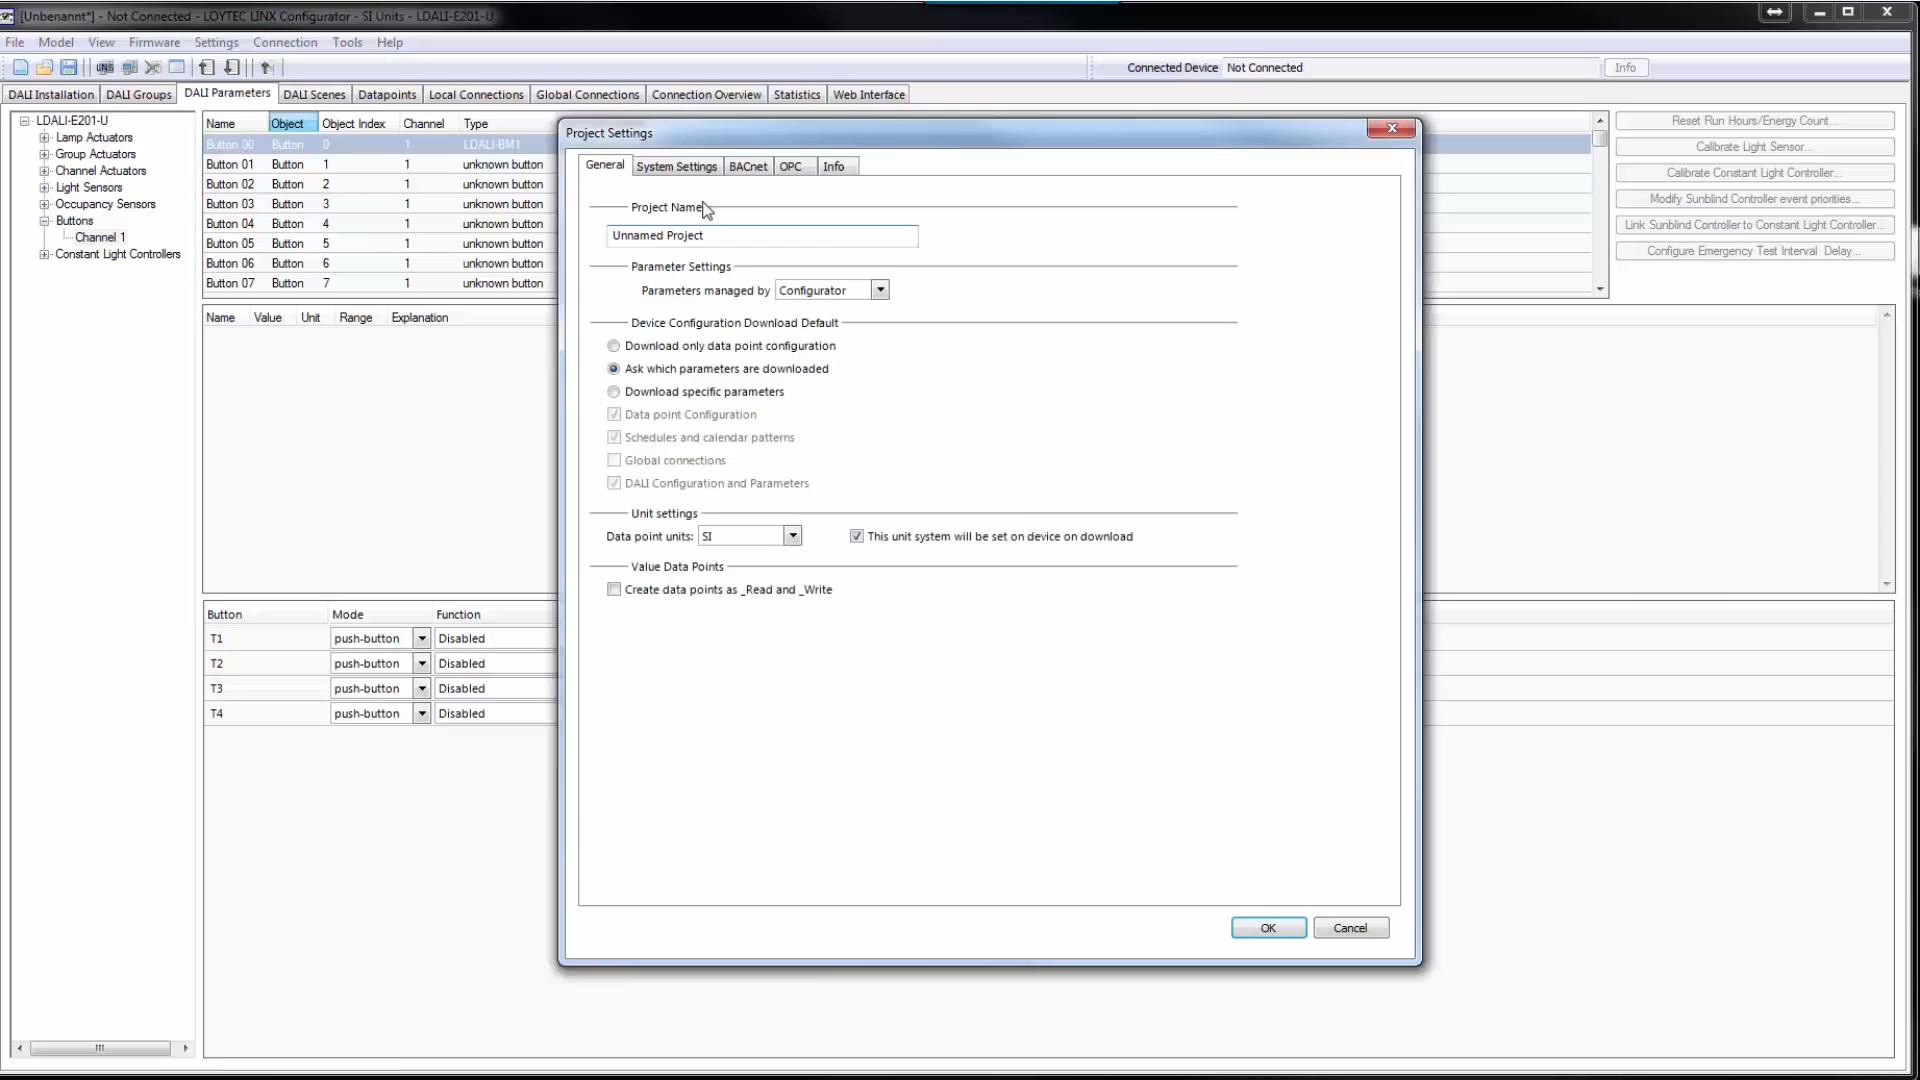 [Unbenannt*] - Not Connected - LOYTEC LINX Configurator - SI Units - LDALI-E201-U
File Model View Firmware Settings Connection Tools Help
Connected Device Not Connected Info
DALI Installation DALI Groups DALI Parameters DALI Scenes Datapoints Local Connections Global Connections Connection Overview Statistics Web Interface
LDALI-E201-U
Lamp Actuators
Group Actuators
Channel Actuators
Light Sensors
Occupancy Sensors
Buttons
Channel 1
Constant Light Controllers
Name Object Object Index Channel Type
Button 00 Button 0 1 LDALI-BM1
Button 01 Button 1 1 unknown button
Button 02 Button 2 1 unknown button
Button 03 Button 3 1 unknown button
Button 04 Button 4 1 unknown button
Button 05 Button 5 1 unknown button
Button 06 Button 6 1 unknown button
Button 07 Button 7 1 unknown button
Name Value Unit Range Explanation
Button Mode Function
T1 push-button Disabled
T2 push-button Disabled
T3 push-button Disabled
T4 push-button Disabled
Project Settings
General System Settings BACnet OPC Info
Project Name
Unnamed Project
Parameter Settings
Parameters managed by Configurator
Device Configuration Download Default
Download only data point configuration
Ask which parameters are downloaded
Download specific parameters
Data point Configuration
Schedules and calendar patterns
Global connections
DALI Configuration and Parameters
Unit settings
Data point units: SI This unit system will be set on device on download
Value Data Points
Create data points as _Read and _Write
OK Cancel
Reset Run Hours/Energy Count...
Calibrate Light Sensor...
Calibrate Constant Light Controller...
Modify Sunblind Controller event priorities...
Link Sunblind Controller to Constant Light Controller...
Configure Emergency Test Interval Delay...